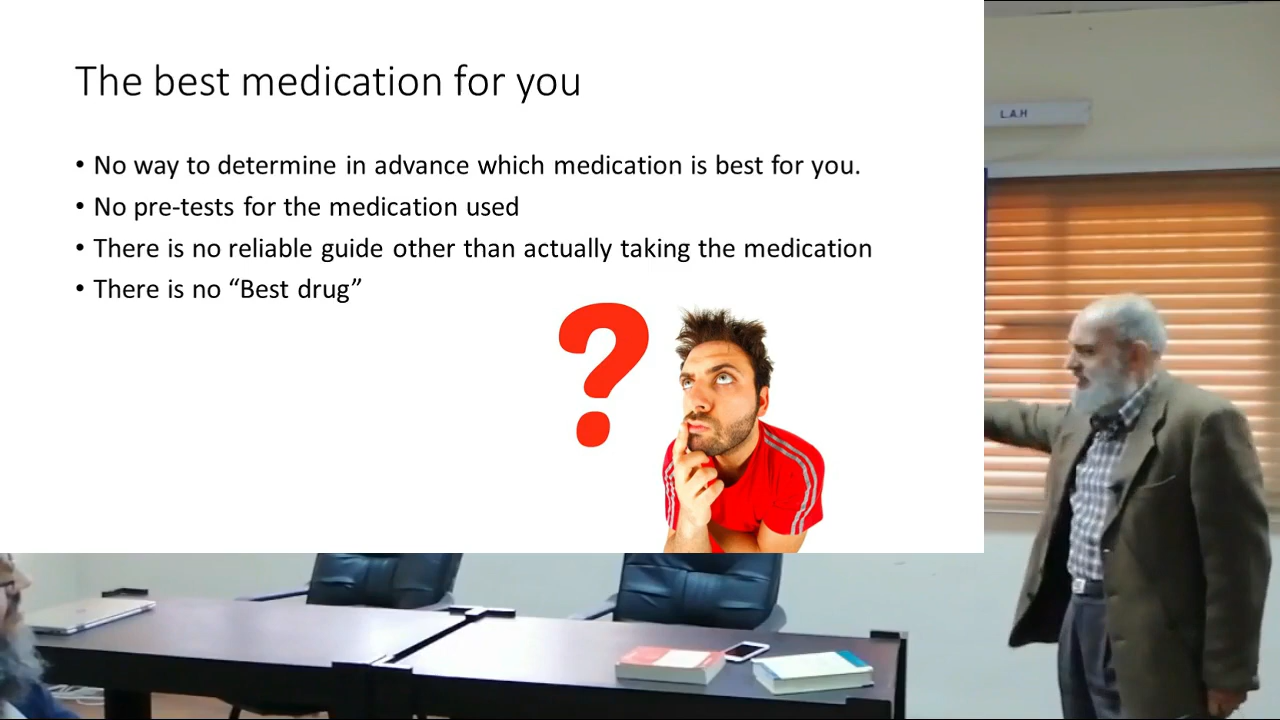 The best medication for you
• No way to determine in advance which medication is best for you.
• No pre-tests for the medication used
• There is no reliable guide other than actually taking the medication
• There is no “Best drug”
?
L.A.H